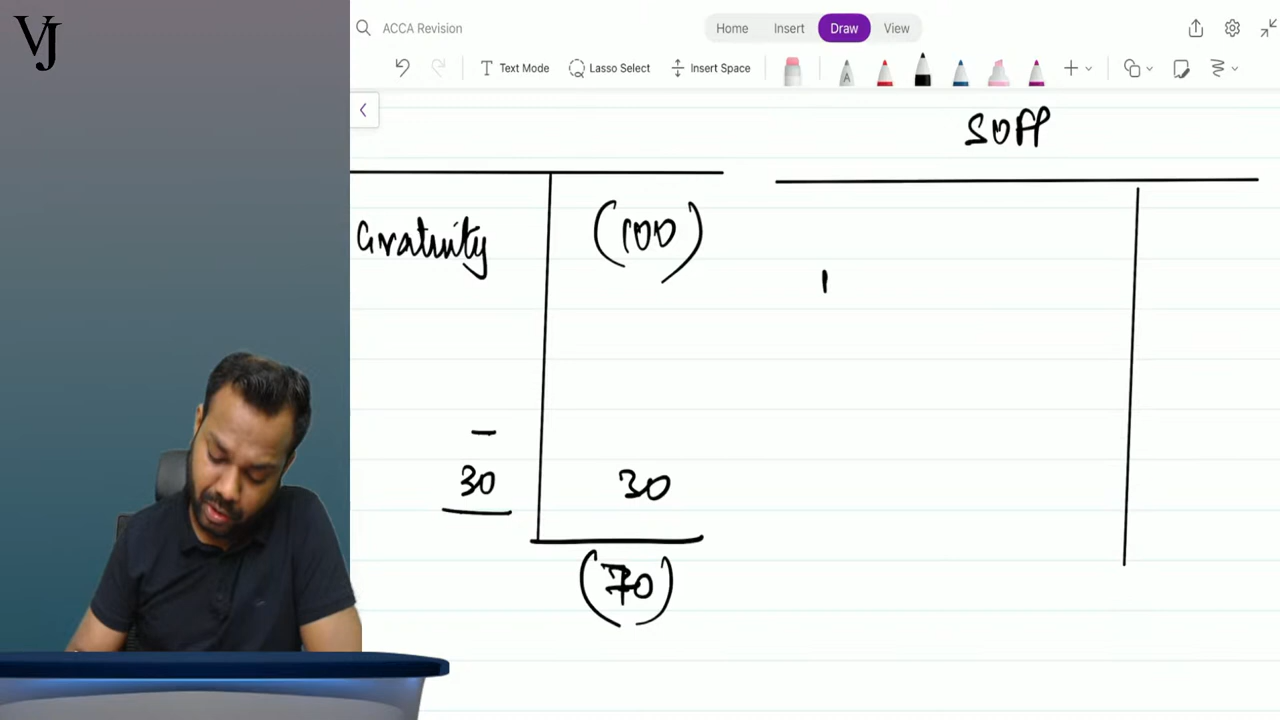 VJ
ACCA Revision
Home Insert Draw View
Text Mode Lasso Select Insert Space
SOFP
Gratuity (100)
–
30 30
(70)